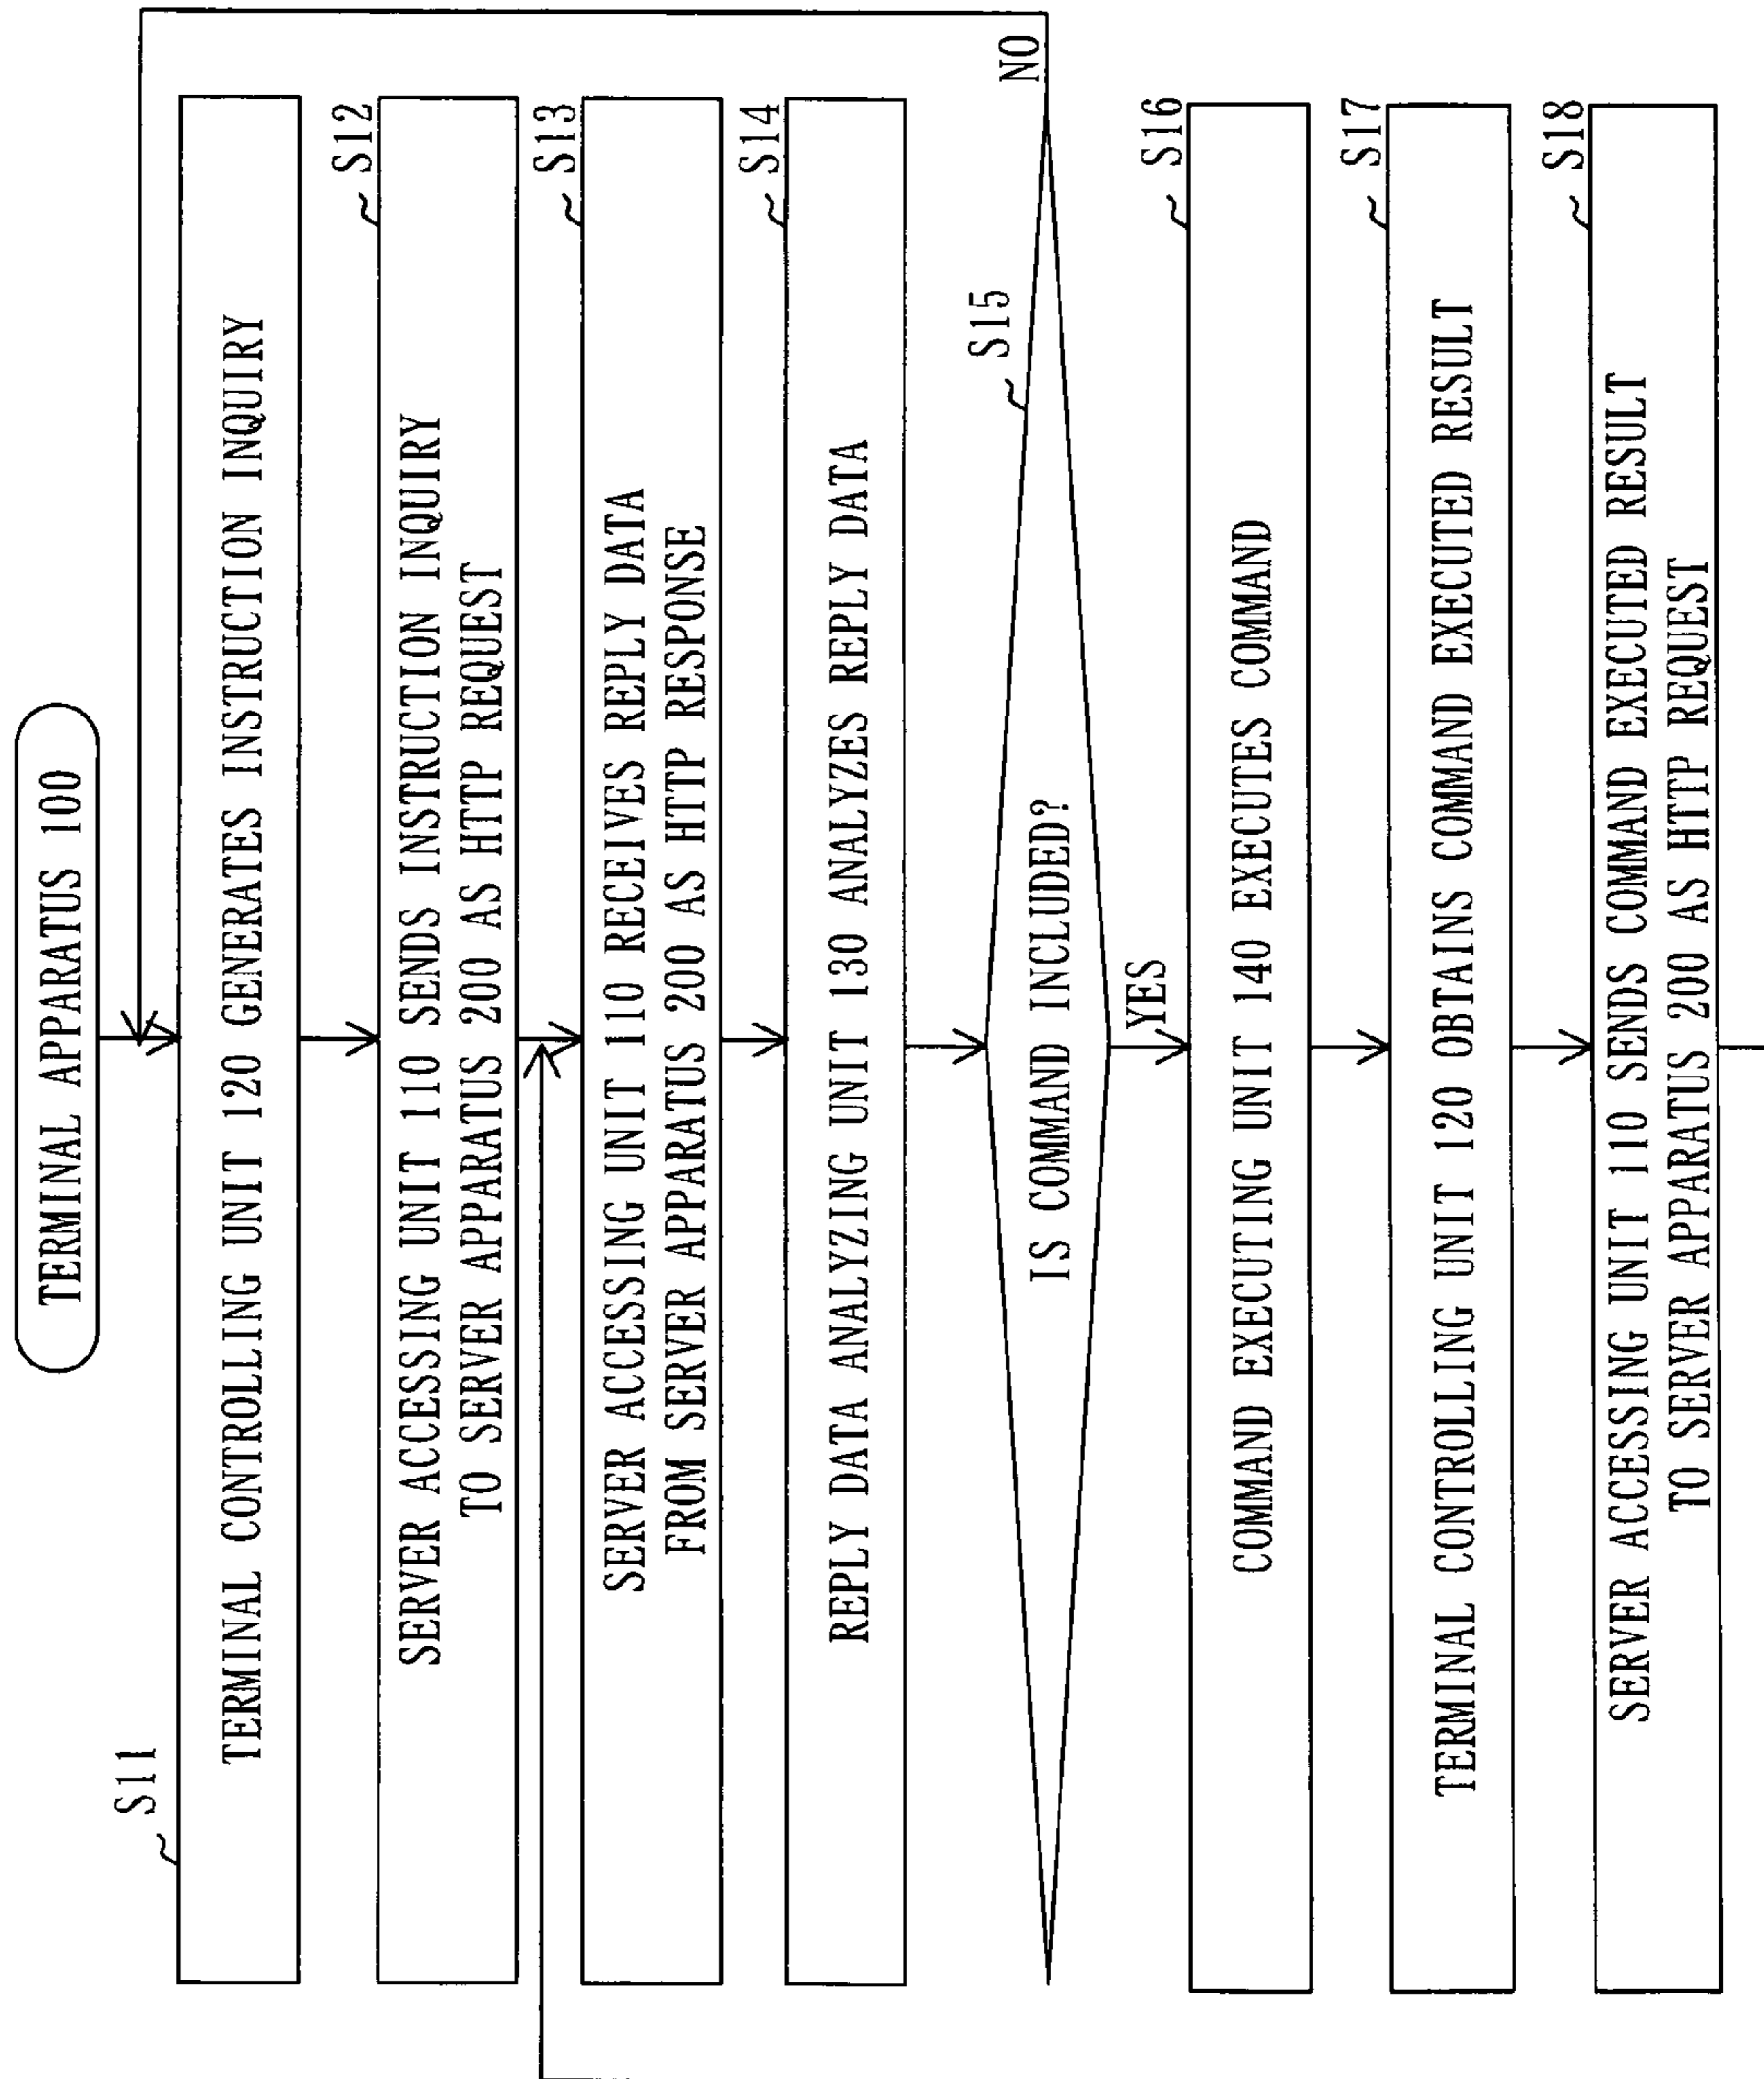 TERMINAL APPARATUS 100
S11
TERMINAL CONTROLLING UNIT 120 GENERATES INSTRUCTION INQUIRY
S12
SERVER ACCESSING UNIT 110 SENDS INSTRUCTION INQUIRY
TO SERVER APPARATUS 200 AS HTTP REQUEST
S13
SERVER ACCESSING UNIT 110 RECEIVES REPLY DATA
FROM SERVER APPARATUS 200 AS HTTP RESPONSE
S14
REPLY DATA ANALYZING UNIT 130 ANALYZES REPLY DATA
S15
IS COMMAND INCLUDED?
NO
YES
S16
COMMAND EXECUTING UNIT 140 EXECUTES COMMAND
S17
TERMINAL CONTROLLING UNIT 120 OBTAINS COMMAND EXECUTED RESULT
S18
SERVER ACCESSING UNIT 110 SENDS COMMAND EXECUTED RESULT
TO SERVER APPARATUS 200 AS HTTP REQUEST